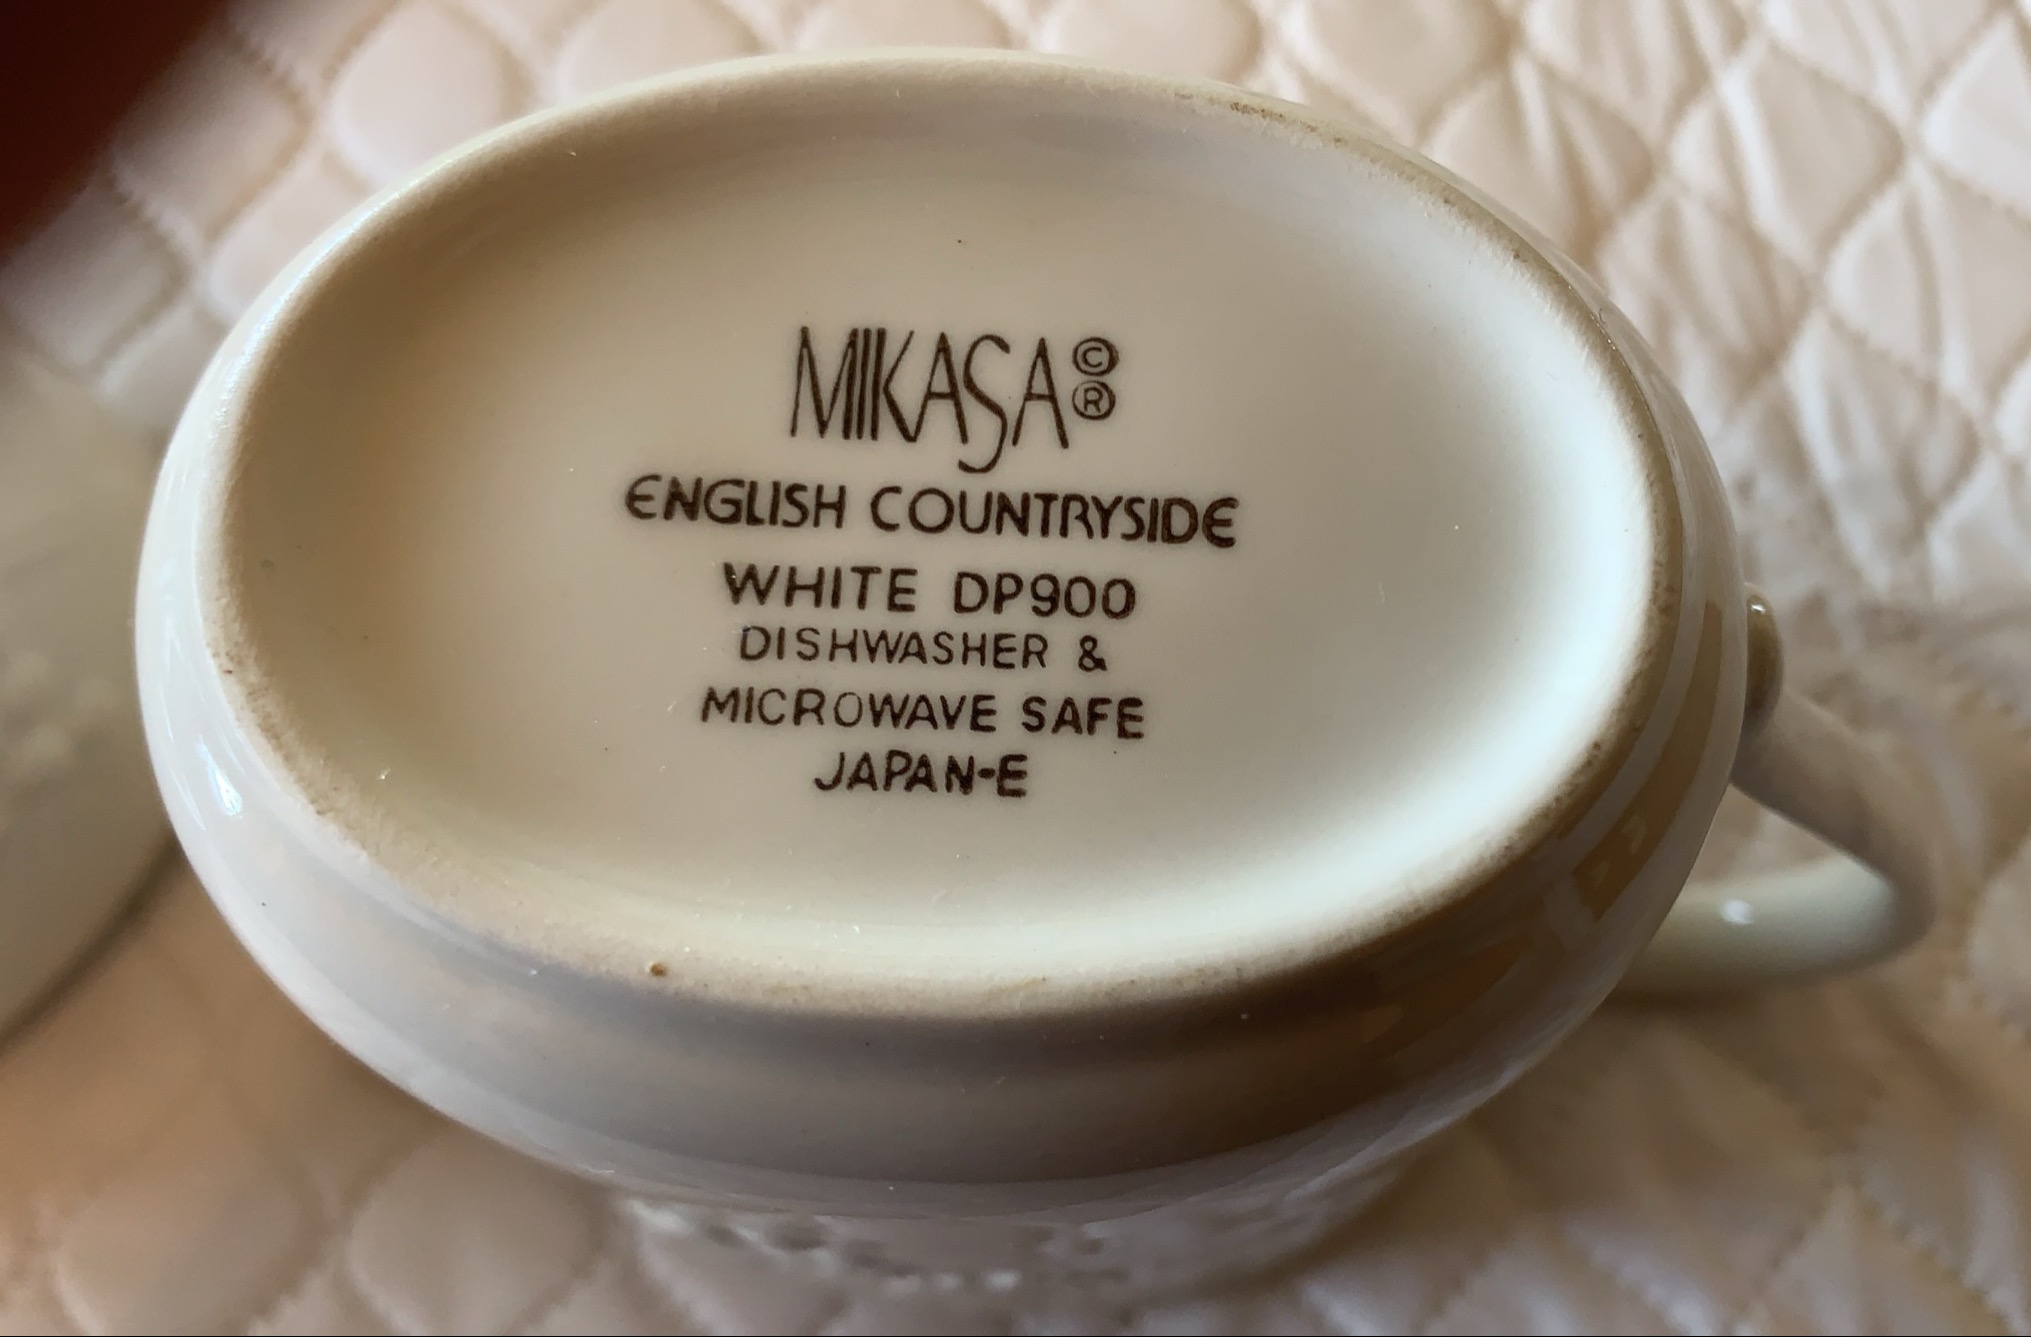 MIKASA©®
ENGLISH COUNTRYSIDE
WHITE DP900
DISHWASHER &
MICROWAVE SAFE
JAPAN-E